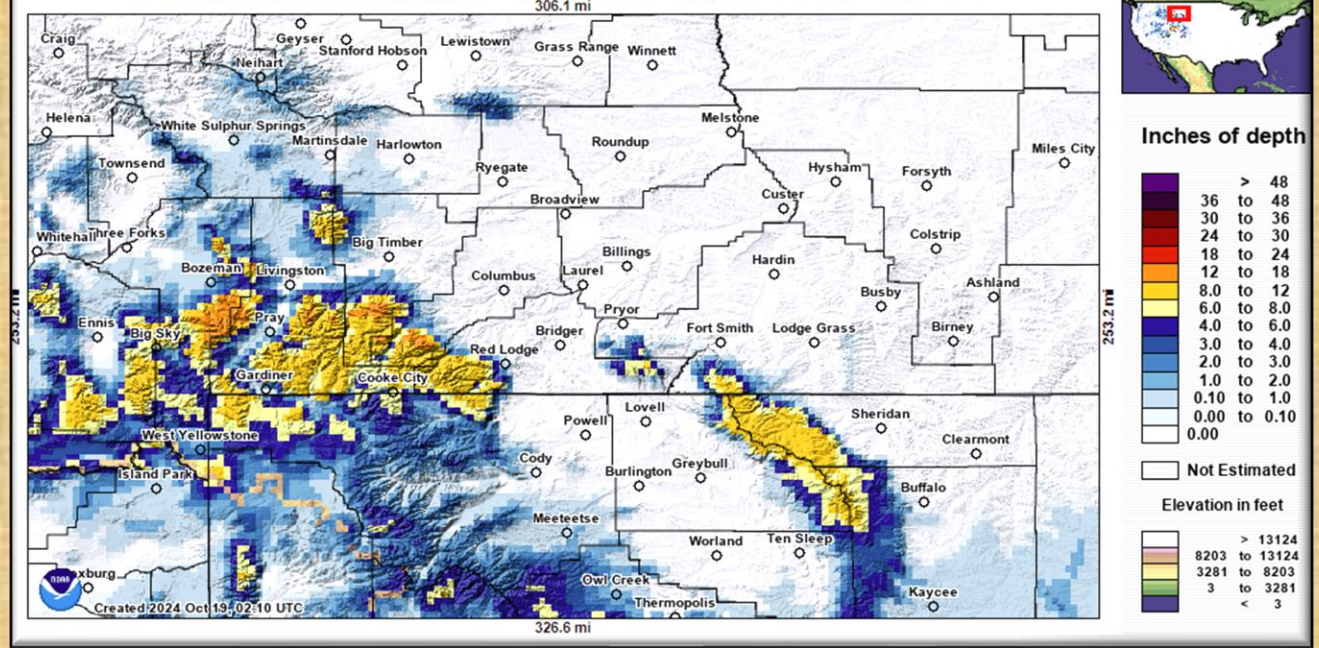 306.1 mi
Craig
Geyser
Stanford Hobson
Lewistown
Grass Range
Winnett
Neihart
Helena
White Sulphur Springs
Martinsdale
Harlowton
Roundup
Melstone
Miles City
Townsend
Ryegate
Hysham
Forsyth
Custer
Broadview
Whitehall
Three Forks
Big Timber
Colstrip
Billings
Bozeman
Livingston
Columbus
Laurel
Hardin
Ashland
Busby
253.2 mi
Pryor
Ennis
Big Sky
Pray
Bridger
Fort Smith
Lodge Grass
Birney
253.2 mi
Red Lodge
Gardiner
Cooke City
Powell
Lovell
Sheridan
West Yellowstone
Clearmont
Cody
Island Park
Burlington
Greybull
Buffalo
Meeteetse
Worland
Ten Sleep
xburg
Owl Creek
Kaycee
NOAA
Created 2024 Oct 19, 02:10 UTC
Thermopolis
326.6 mi
Inches of depth
> 48
36 to 48
30 to 36
24 to 30
18 to 24
12 to 18
8.0 to 12
6.0 to 8.0
4.0 to 6.0
3.0 to 4.0
2.0 to 3.0
1.0 to 2.0
0.10 to 1.0
0.00 to 0.10
0.00
Not Estimated
Elevation in feet
> 13124
8203 to 13124
3281 to 8203
3 to 3281
< 3